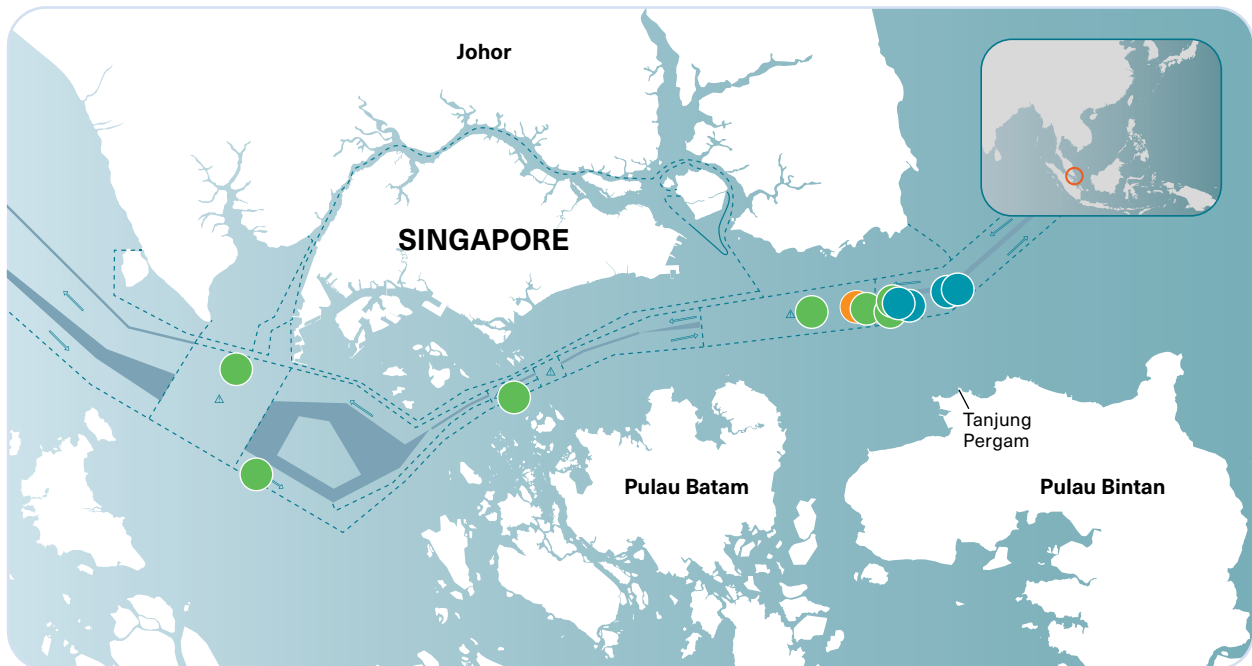 Johor
SINGAPORE
Tanjung
Pergam
Pulau Batam
Pulau Bintan